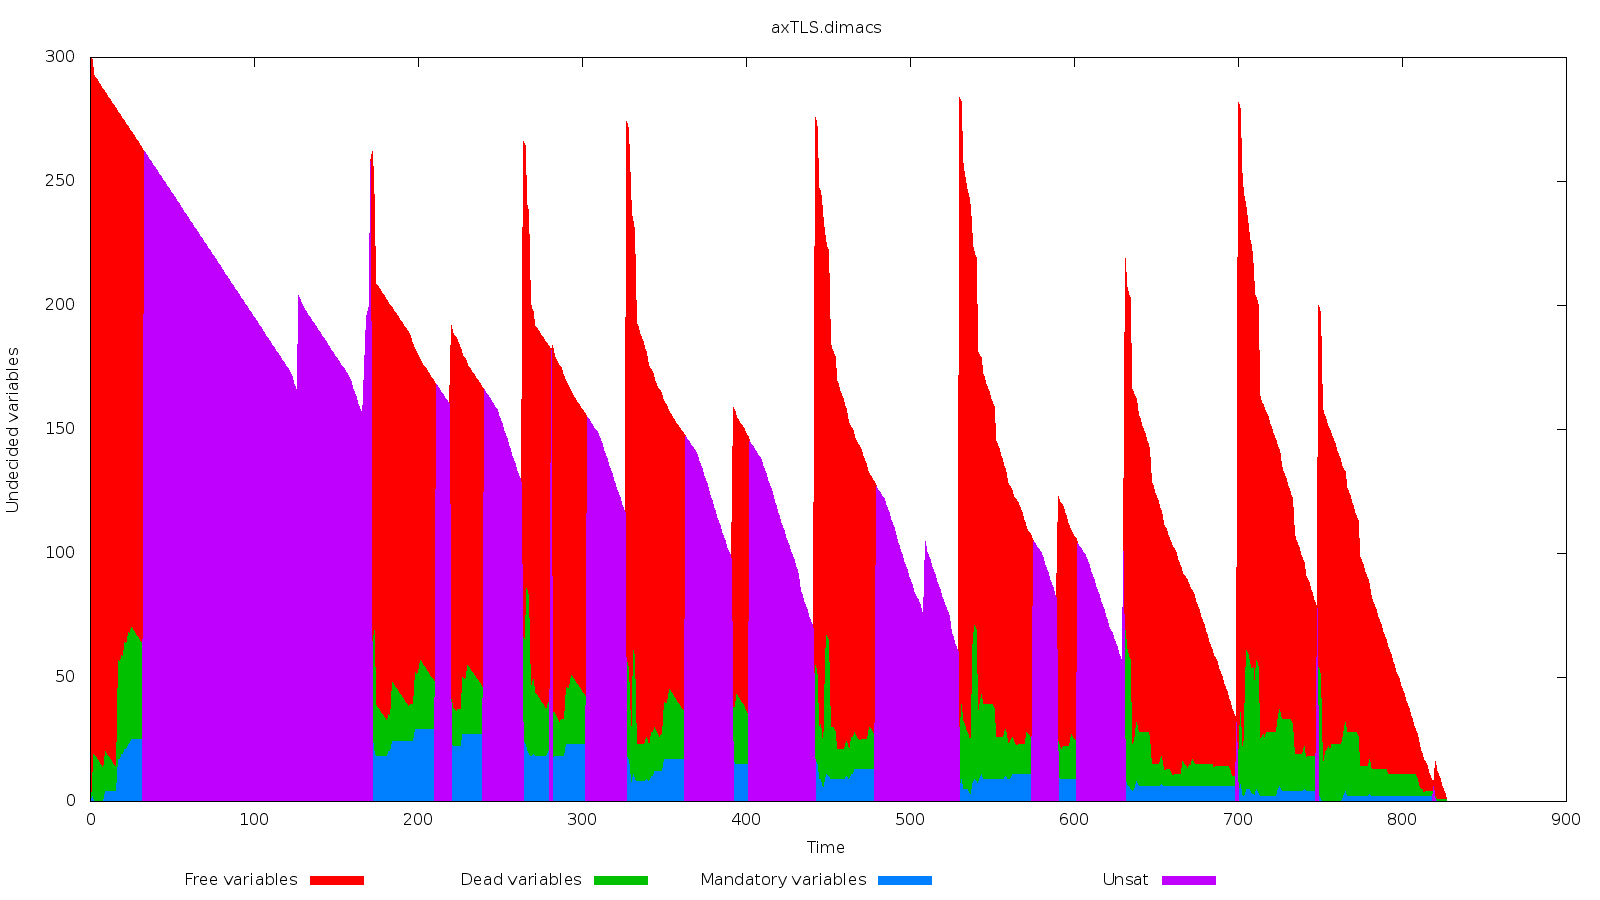 axTLS.dimacs
300
250
200
150
100
50
0
Undecided variables
0 100 200 300 400 500 600 700 800 900
Time
Free variables Dead variables Mandatory variables Unsat